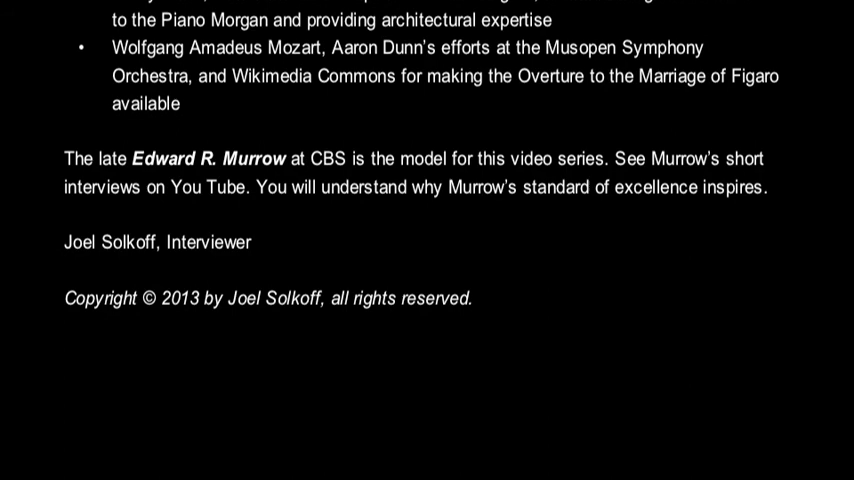 to the Piano Morgan and providing architectural expertise
• Wolfgang Amadeus Mozart, Aaron Dunn's efforts at the Musopen Symphony
Orchestra, and Wikimedia Commons for making the Overture to the Marriage of Figaro
available
The late Edward R. Murrow at CBS is the model for this video series. See Murrow's short
interviews on You Tube. You will understand why Murrow's standard of excellence inspires.
Joel Solkoff, Interviewer
Copyright © 2013 by Joel Solkoff, all rights reserved.